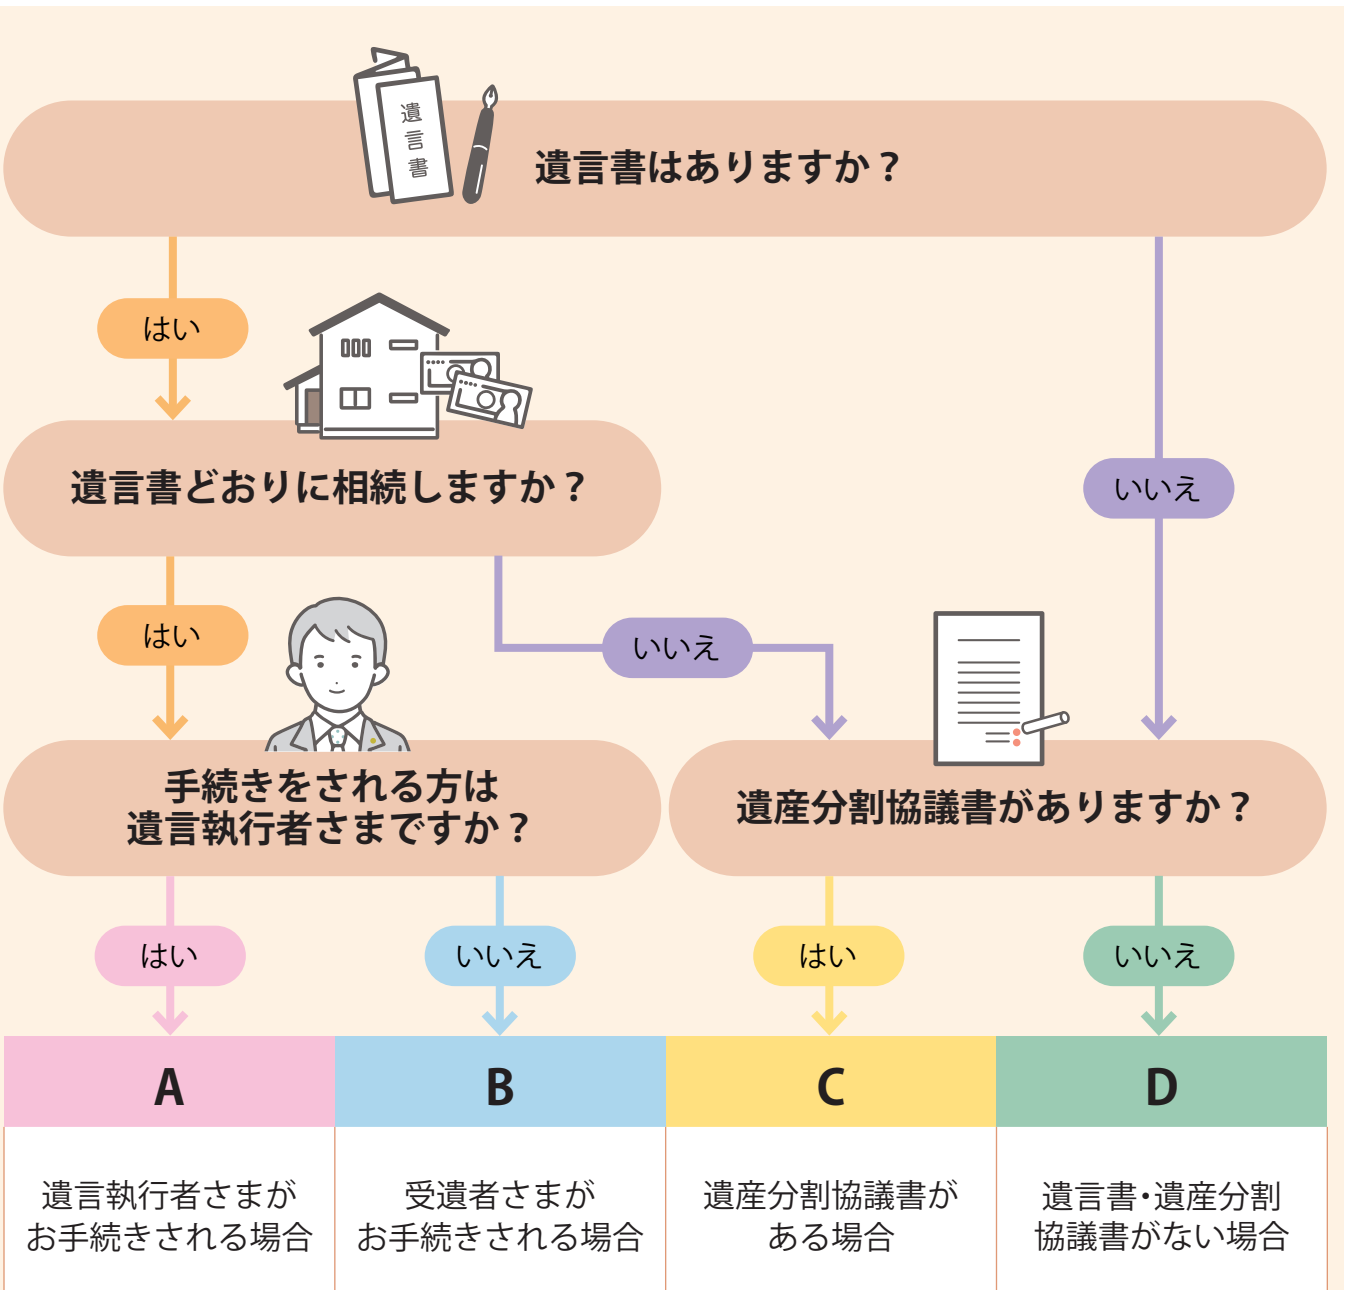 遺言書
遺言書はありますか？
はい
遺言書どおりに相続しますか？
いいえ
はい
いいえ
手続きをされる方は
遺言執行者さまですか？
遺産分割協議書がありますか？
はい
いいえ
はい
いいえ
A
B
C
D
遺言執行者さまが
お手続きされる場合
受遺者さまが
お手続きされる場合
遺産分割協議書が
ある場合
遺言書・遺産分割
協議書がない場合